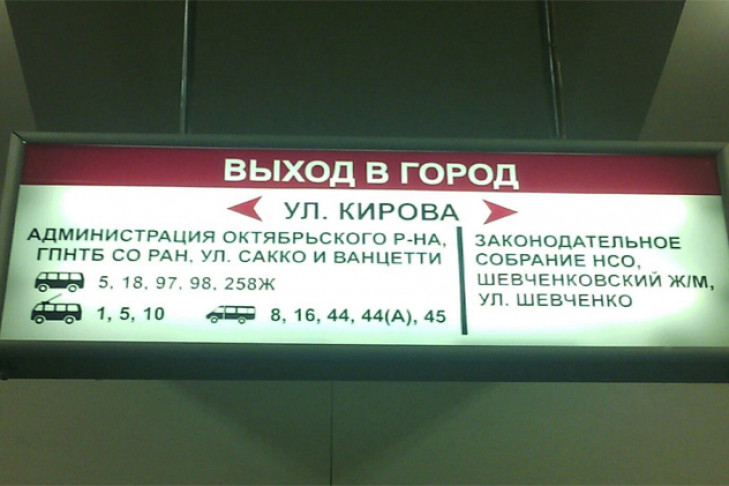 ВЫХОД В ГОРОД
УЛ. КИРОВА
АДМИНИСТРАЦИЯ ОКТЯБРЬСКОГО Р-НА,
ГПНТБ СО РАН, УЛ. САККО И ВАНЦЕТТИ
5, 18, 97, 98, 258Ж
1, 5, 10
8, 16, 44, 44(А), 45
ЗАКОНОДАТЕЛЬНОЕ
СОБРАНИЕ НСО,
ШЕВЧЕНКОВСКИЙ Ж/М,
УЛ. ШЕВЧЕНКО